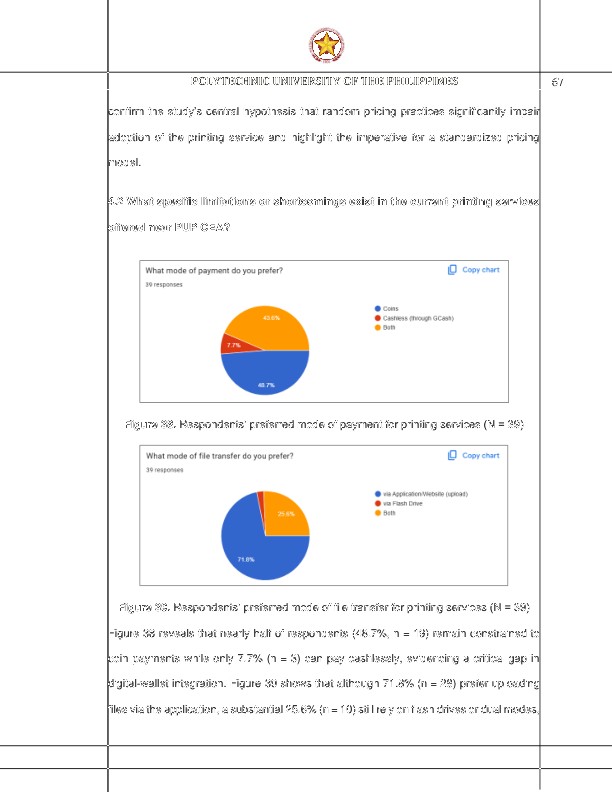 POLYTECHNIC UNIVERSITY OF THE PHILIPPINES
67
confirm the study's central hypothesis that random pricing practices significantly impair
adoption of the printing service and highlight the imperative for a standardized pricing
model.
4.3 What specific limitations or shortcomings exist in the current printing services
offered near PUP CEA?
What mode of payment do you prefer?
Copy chart
39 responses
Coins
Cashless (through GCash)
Both
43.6%
7.7%
48.7%
Figure 38. Respondents' preferred mode of payment for printing services (N = 39)
What mode of file transfer do you prefer?
Copy chart
39 responses
via Application/Website (upload)
via Flash Drive
Both
25.6%
71.8%
Figure 39. Respondents' preferred mode of file transfer for printing services (N = 39)
Figure 38 reveals that nearly half of respondents (48.7%, n = 19) remain constrained to
coin payments while only 7.7% (n = 3) can pay cashlessly, evidencing a critical gap in
digital-wallet integration. Figure 39 shows that although 71.8% (n = 28) prefer uploading
files via the application, a substantial 25.6% (n = 10) still rely on flash drives or dual modes,